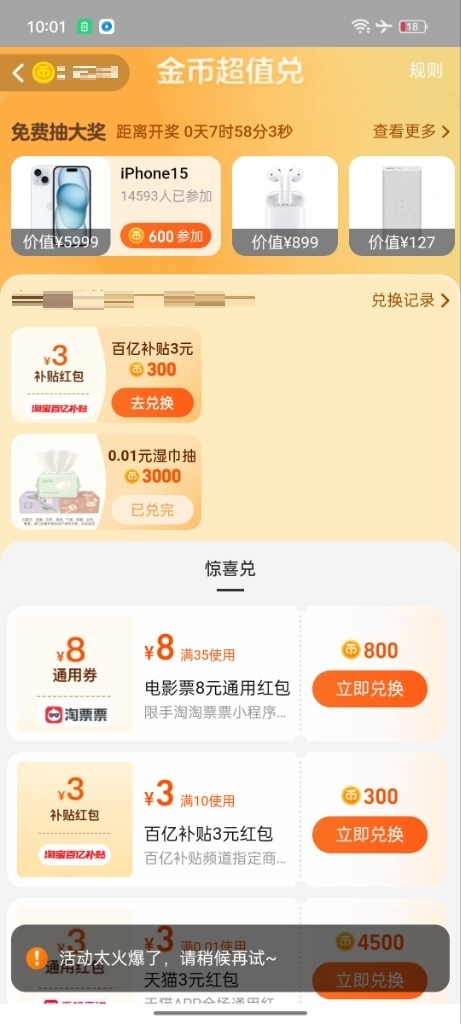 10:01
18
金币超值兑
规则
免费抽大奖
距离开奖 0天7时58分3秒
查看更多
iPhone15
14593人已参加
600 参加
价值¥5999
价值¥899
价值¥127
兑换记录
¥3
补贴红包
淘宝百亿补贴
百亿补贴3元
300
去兑换
0.01元湿巾抽
3000
已兑完
惊喜兑
¥8
通用券
淘票票
¥8 满35使用
电影票8元通用红包
限手淘淘票票小程序…
800
立即兑换
¥3
补贴红包
淘宝百亿补贴
¥3 满10使用
百亿补贴3元红包
百亿补贴频道指定商…
300
立即兑换
¥3
通用红包
¥3 满0.01使用
天猫3元红包
天猫APP全场通用红…
4500
立即兑换
活动太火爆了，请稍候再试~